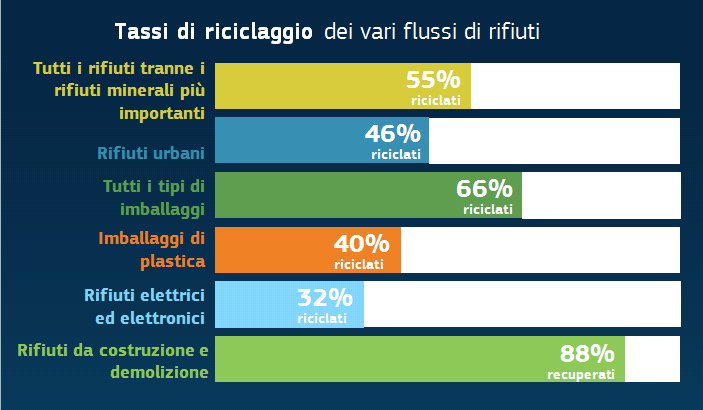 Tassi di riciclaggio dei vari flussi di rifiuti
Tutti i rifiuti tranne i
rifiuti minerali più
importanti
55%
riciclati
Rifiuti urbani
46%
riciclati
Tutti i tipi di
imballaggi
66%
riciclati
Imballaggi di
plastica
40%
riciclati
Rifiuti elettrici
ed elettronici
32%
riciclati
Rifiuti da costruzione e
demolizione
88%
recuperati